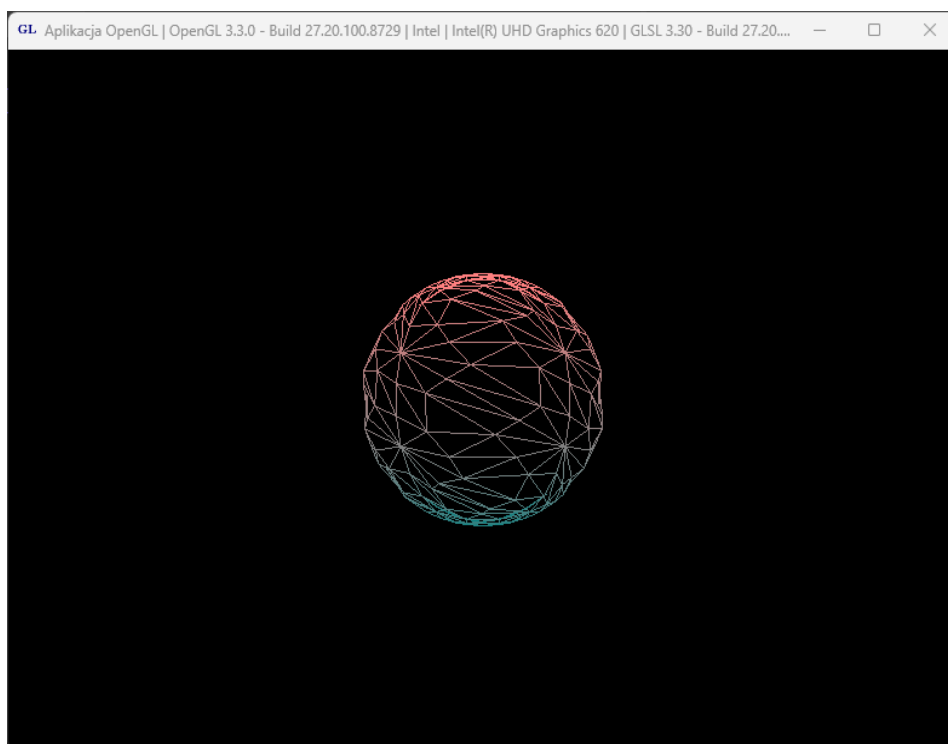 GL Aplikacja OpenGL | OpenGL 3.3.0 - Build 27.20.100.8729 | Intel | Intel(R) UHD Graphics 620 | GLSL 3.30 - Build 27.20....